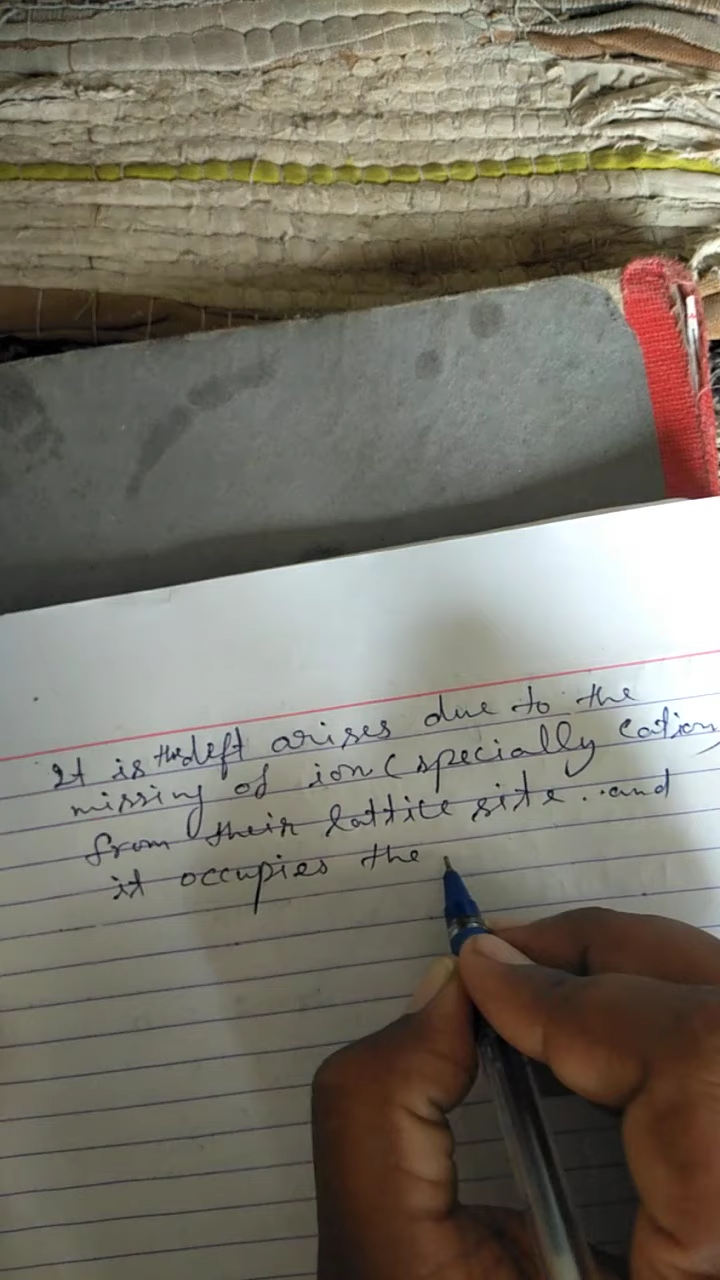 It is the deft arises due to the
missing of ion (specially cation)
from their lattice site. and
it occupies the